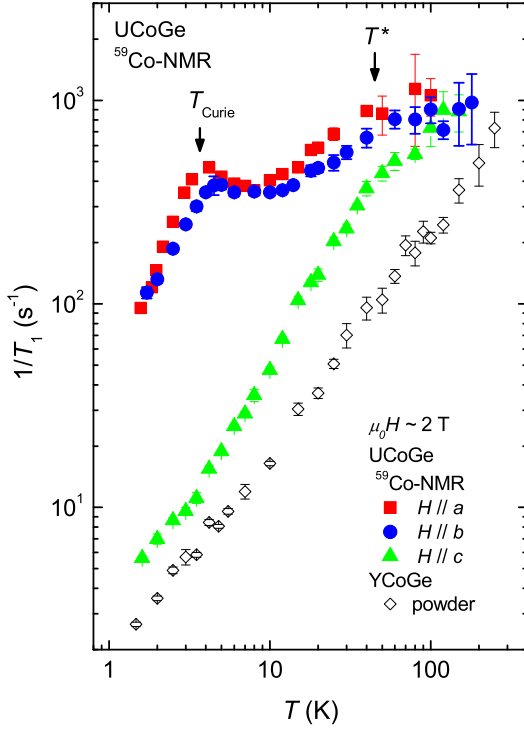 UCoGe
⁵⁹Co-NMR
T*
T_Curie
10³
10²
10¹
1/T₁ (s⁻¹)
μ₀H ~ 2 T
UCoGe
⁵⁹Co-NMR
H // a
H // b
H // c
YCoGe
powder
1
10
100
T (K)